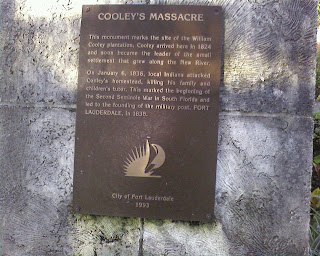 COOLEY'S MASSACRE
This monument marks the site of the William
Cooley plantation. Cooley arrived here in 1824
and soon became the leader of the small
settlement that grew along the New River.
On January 6, 1836, local Indians attacked
Cooley's homestead, killing his family and
children's tutor. This marked the beginning of
the Second Seminole War in South Florida and
led to the founding of the military post, FORT
LAUDERDALE, in 1838.
City of Fort Lauderdale
1993